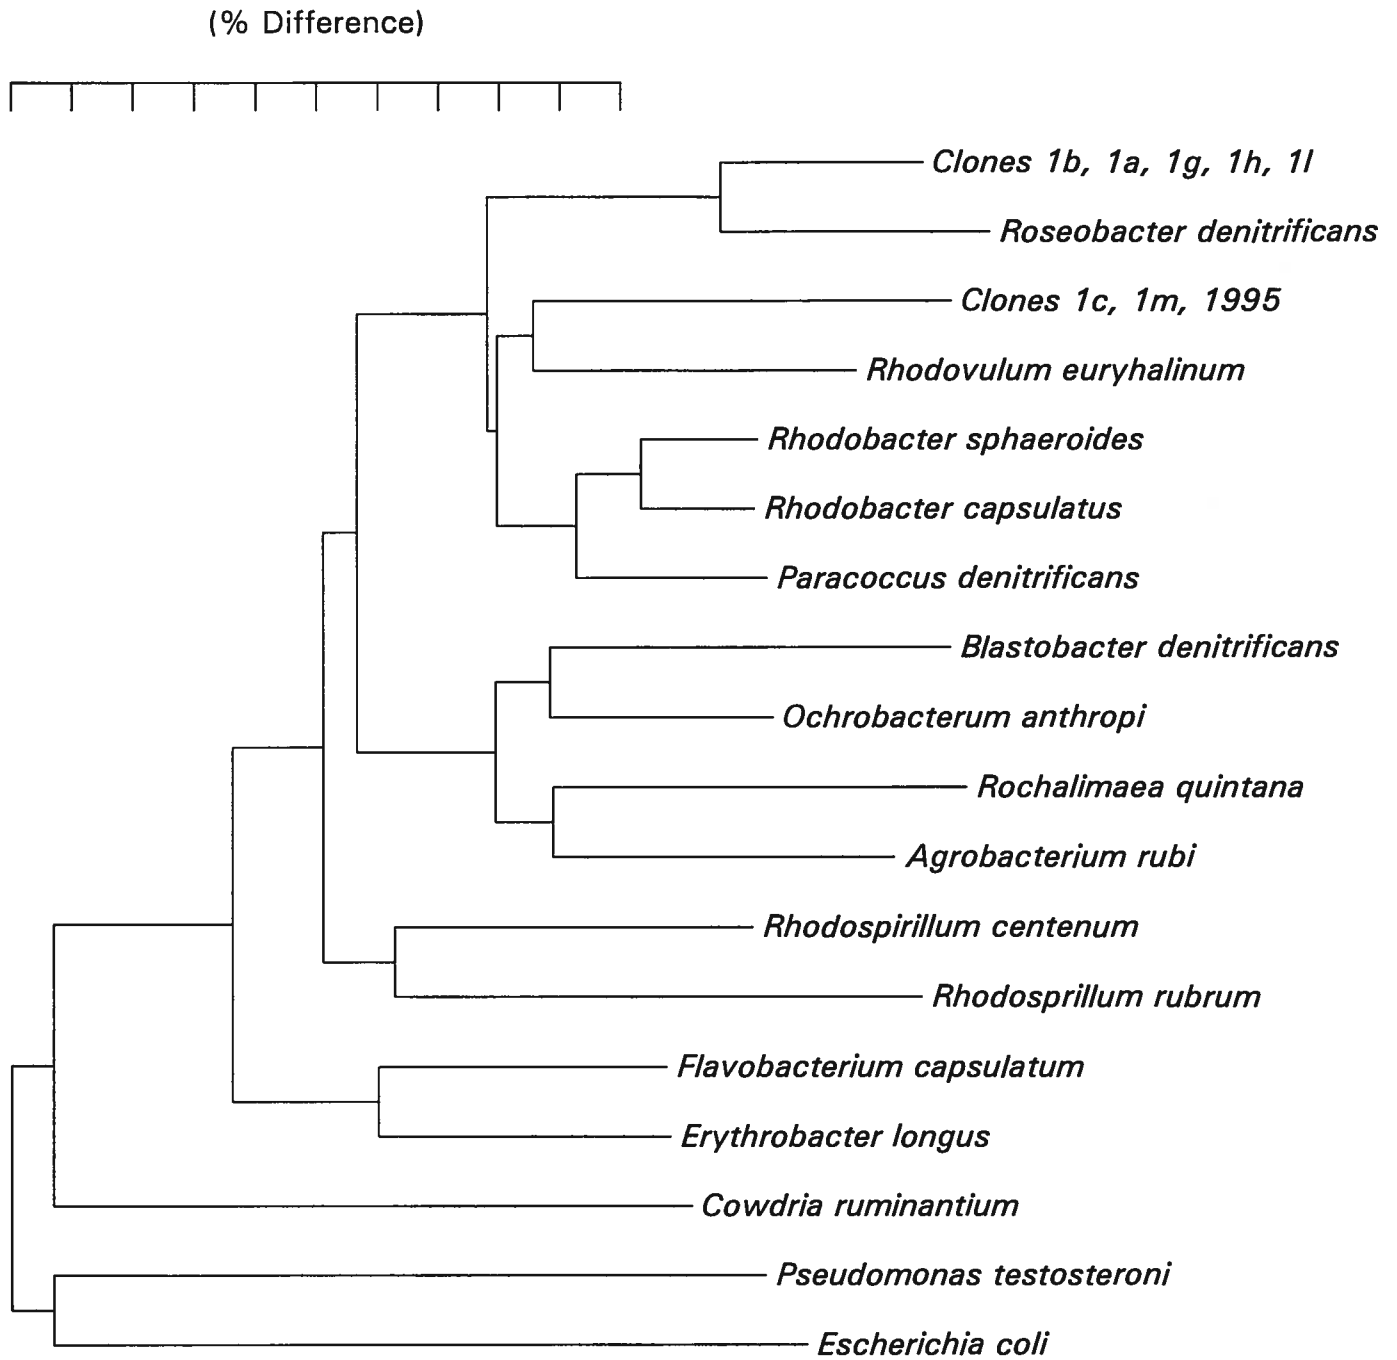 (% Difference)
Clones 1b, 1a, 1g, 1h, 1l
Roseobacter denitrificans
Clones 1c, 1m, 1995
Rhodovulum euryhalinum
Rhodobacter sphaeroides
Rhodobacter capsulatus
Paracoccus denitrificans
Blastobacter denitrificans
Ochrobacterum anthropi
Rochalimaea quintana
Agrobacterium rubi
Rhodospirillum centenum
Rhodosprillum rubrum
Flavobacterium capsulatum
Erythrobacter longus
Cowdria ruminantium
Pseudomonas testosteroni
Escherichia coli